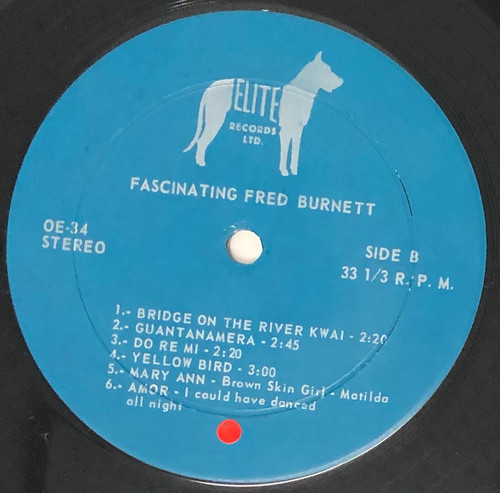 ELITE
RECORDS
LTD.
FASCINATING FRED BURNETT
OE-34
STEREO
SIDE B
33 1/3 R. P. M.
1.- BRIDGE ON THE RIVER KWAI - 2:20
2.- GUANTANAMERA - 2:45
3.- DO RE MI - 2:20
4.- YELLOW BIRD - 3:00
5.- MARY ANN - Brown Skin Girl - Matilda
6.- AMOR - I could have danced
all night